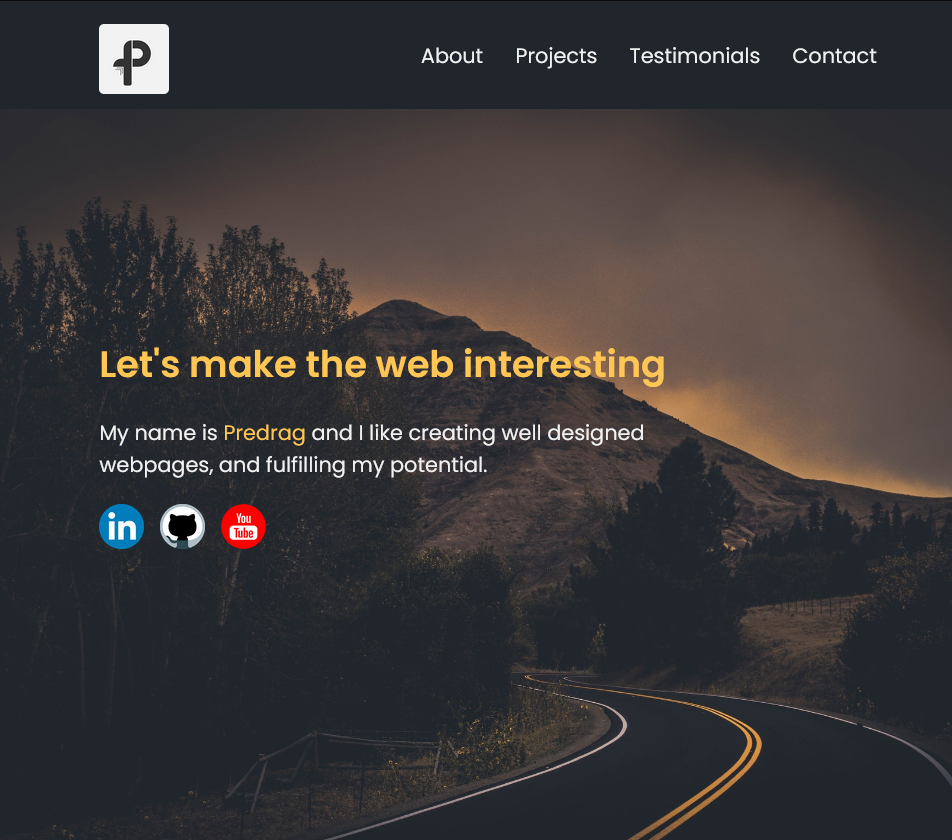 P
About Projects Testimonials Contact
Let's make the web interesting
My name is Predrag and I like creating well designed
webpages, and fulfilling my potential.
in
You
Tube